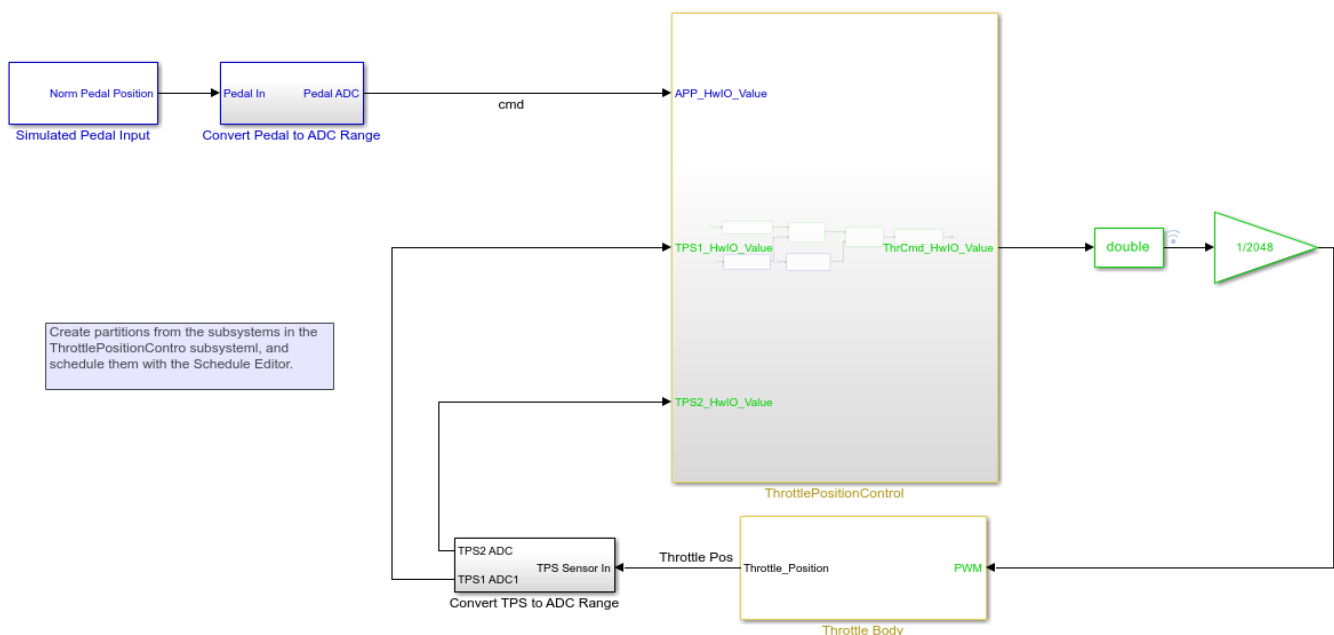 Norm Pedal Position
Simulated Pedal Input
Pedal In
Pedal ADC
Convert Pedal to ADC Range
cmd
APP_HwIO_Value
TPS1_HwIO_Value
ThrCmd_HwIO_Value
TPS2_HwIO_Value
ThrottlePositionControl
double
1/2048
Create partitions from the subsystems in the
ThrottlePositionContro subsysteml, and
schedule them with the Schedule Editor.
TPS2 ADC
TPS Sensor In
TPS1 ADC1
Convert TPS to ADC Range
Throttle Pos
Throttle_Position
PWM
Throttle Body